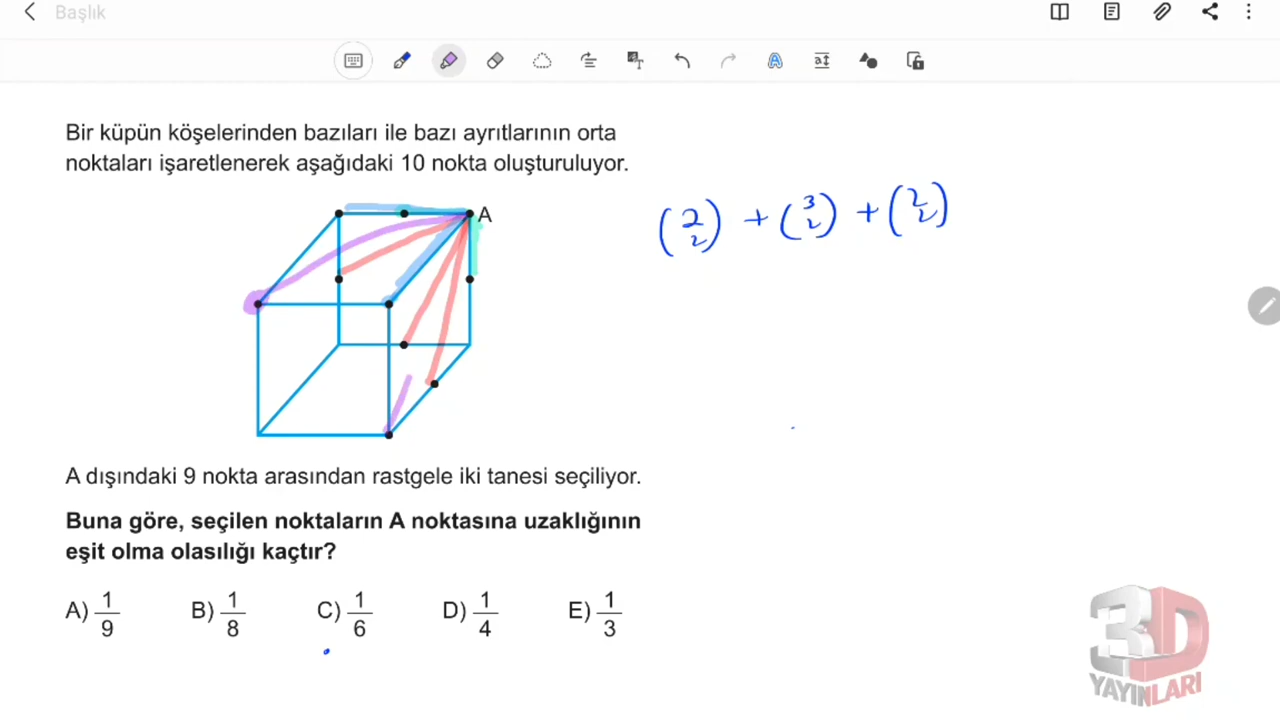 Başlık
Bir küpün köşelerinden bazıları ile bazı ayrıtlarının orta
noktaları işaretlenerek aşağıdaki 10 nokta oluşturuluyor.
A
(2 2) + (3 2) + (2 2)
A dışındaki 9 nokta arasından rastgele iki tanesi seçiliyor.
Buna göre, seçilen noktaların A noktasına uzaklığının
eşit olma olasılığı kaçtır?
A) 1/9 B) 1/8 C) 1/6 D) 1/4 E) 1/3
3D
YAYINLARI